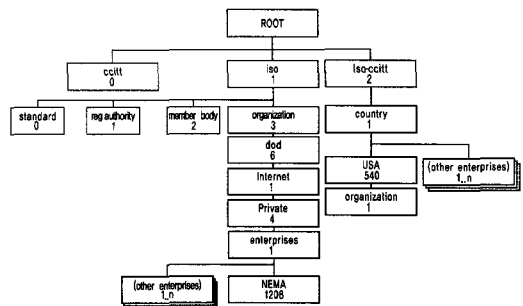 ROOT
ccitt
0
iso
1
iso-ccitt
2
standard
0
reg authority
1
member body
2
organization
3
country
1
dod
6
Internet
1
USA
540
(other enterprises)
1..n
Private
4
organization
1
enterprises
1
(other enterprises)
1..n
NEMA
1206